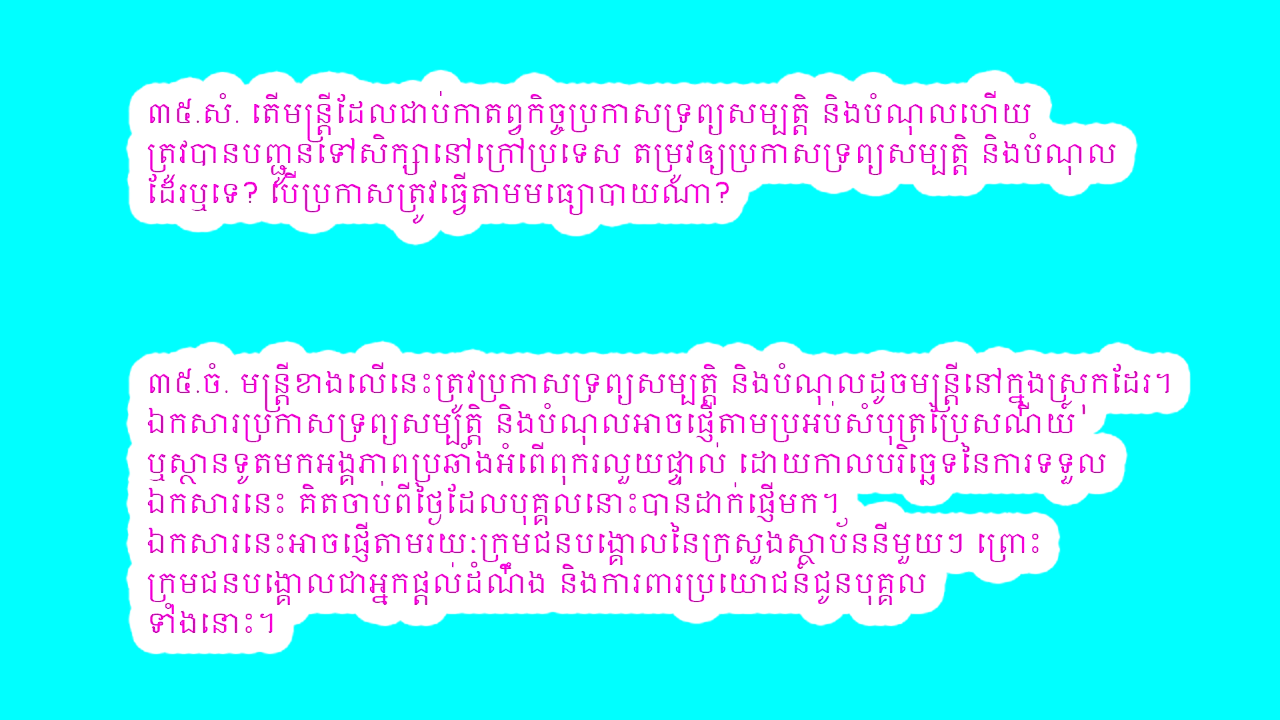 ៣៥.សំ. តើមន្ត្រីដែលជាប់កាតព្វកិច្ចប្រកាសទ្រព្យសម្បត្តិ និងបំណុលហើយ
ត្រូវបានបញ្ជូនទៅសិក្សានៅក្រៅប្រទេស តម្រូវឲ្យប្រកាសទ្រព្យសម្បត្តិ និងបំណុល
ដែរឬទេ? បើប្រកាសត្រូវធ្វើតាមមធ្យោបាយណា?
៣៥.ចំ. មន្ត្រីខាងលើនេះត្រូវប្រកាសទ្រព្យសម្បត្តិ និងបំណុលដូចមន្ត្រីនៅក្នុងស្រុកដែរ។
ឯកសារប្រកាសទ្រព្យសម្បត្តិ និងបំណុលអាចផ្ញើតាមប្រអប់សំបុត្រប្រៃសណីយ៍
ឬស្ថានទូតមកអង្គភាពប្រឆាំងអំពើពុករលួយផ្ទាល់ ដោយកាលបរិច្ឆេទនៃការទទួល
ឯកសារនេះ គិតចាប់ពីថ្ងៃដែលបុគ្គលនោះបានដាក់ផ្ញើមក។
ឯកសារនេះអាចផ្ញើតាមរយៈក្រុមជនបង្គោលនៃក្រសួងស្ថាប័ននីមួយៗ ព្រោះ
ក្រុមជនបង្គោលជាអ្នកផ្តល់ដំណឹង និងការពារប្រយោជន៍ជូនបុគ្គល
ទាំងនោះ។